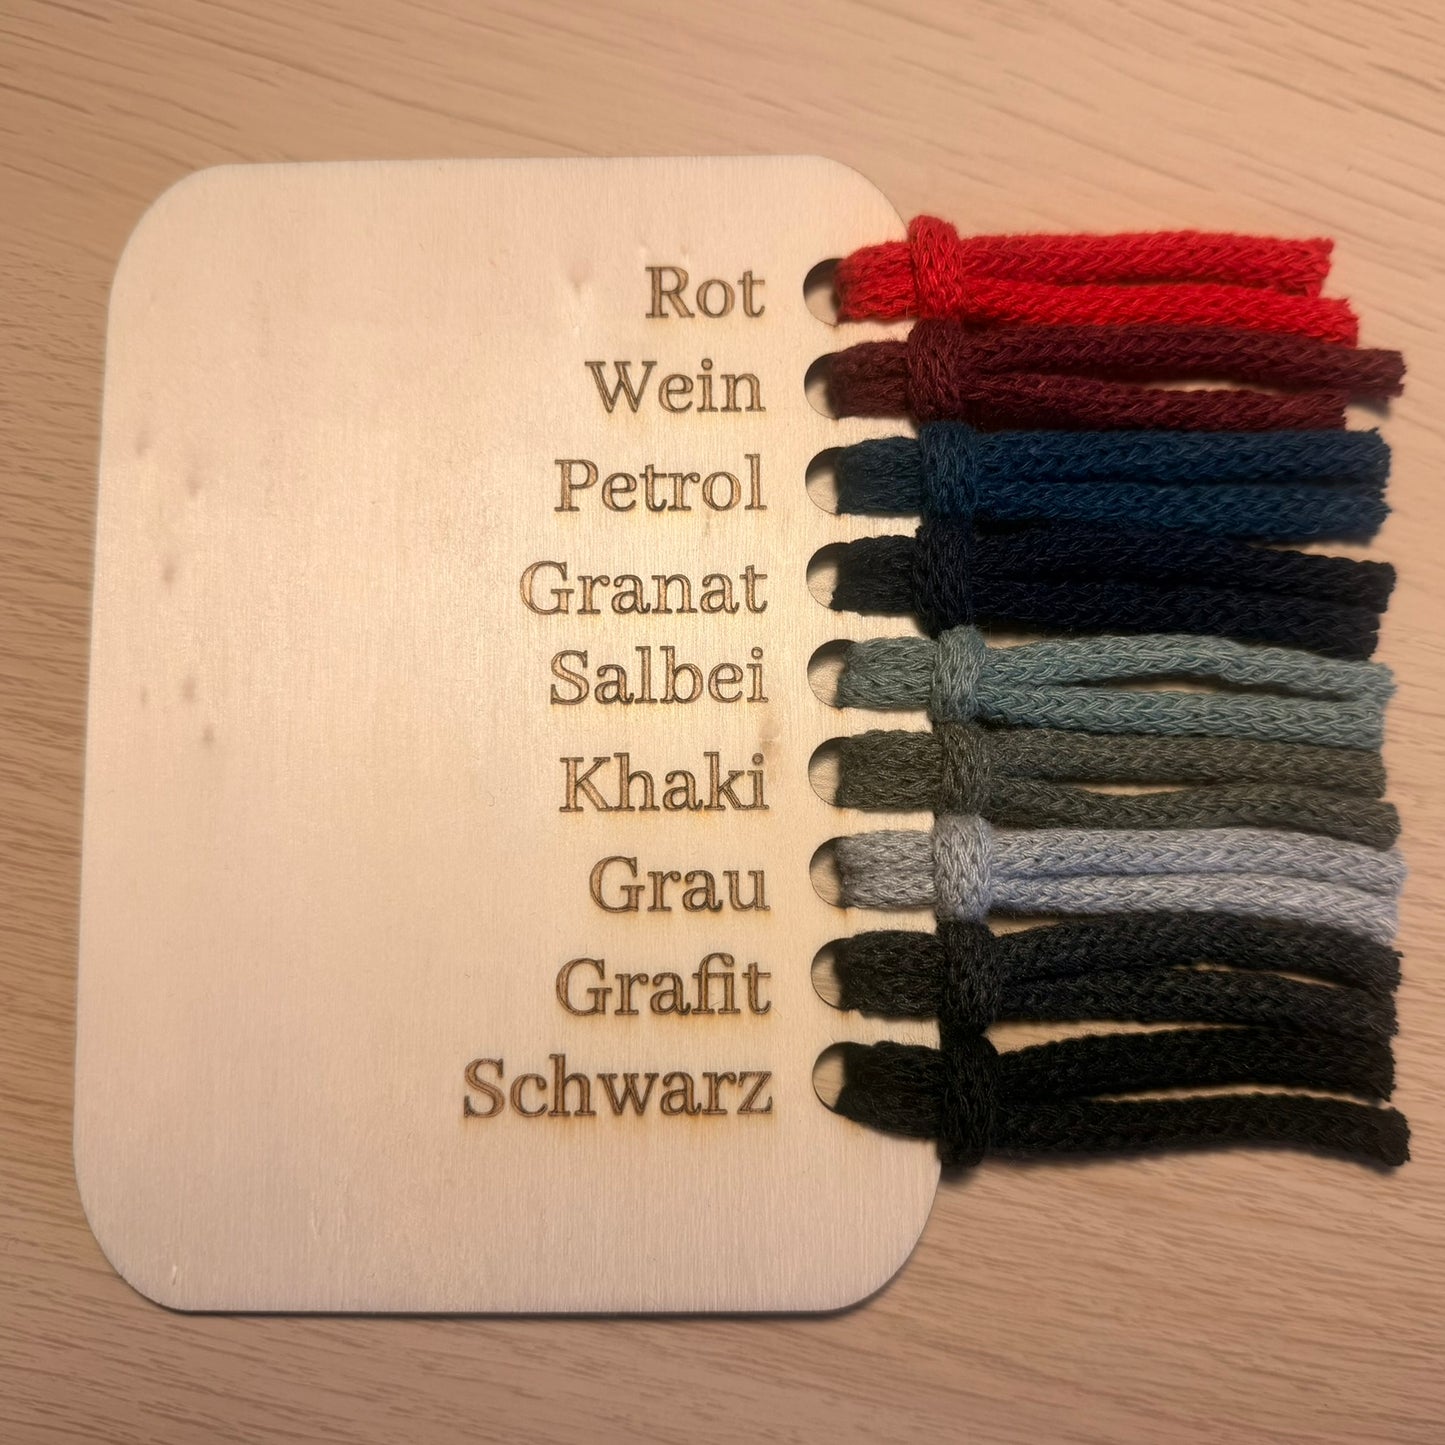 Rot
Wein
Petrol
Granat
Salbei
Khaki
Grau
Grafit
Schwarz